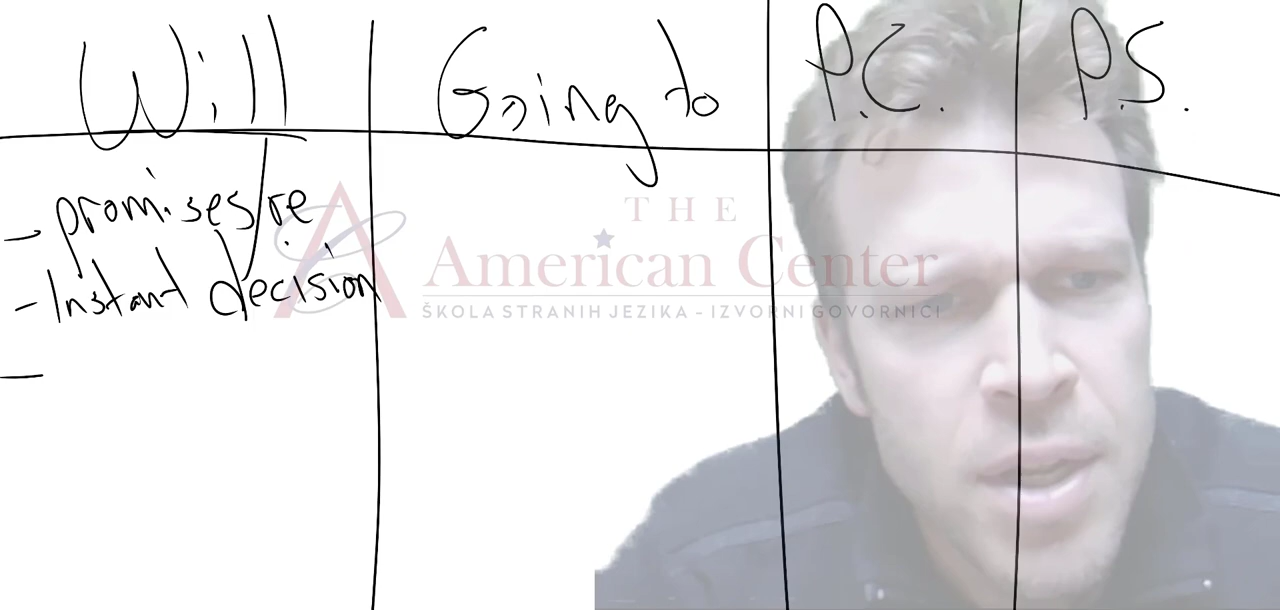 Will Going to P.C. P.S.
- promises/re
- Instant decision
-
THE
American Center
ŠKOLA STRANIH JEZIKA - IZVORNI GOVORNICI